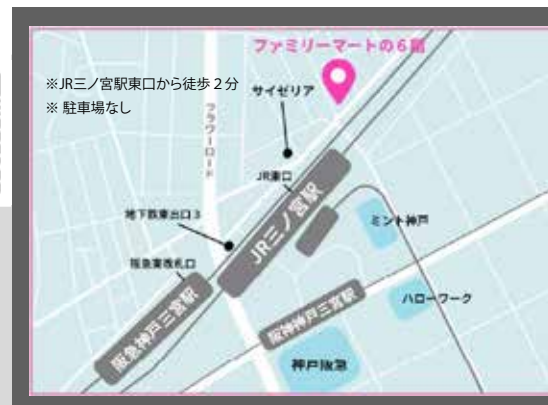 ファミリーマートの6階
※JR三ノ宮駅東口から徒歩2分
※ 駐車場なし
サイゼリア
フラワーロード
JR東口
JR三ノ宮駅
地下鉄東出口3
ミント神戸
阪急東改札口
阪急神戸三宮駅
阪神神戸三宮駅
ハローワーク
神戸阪急